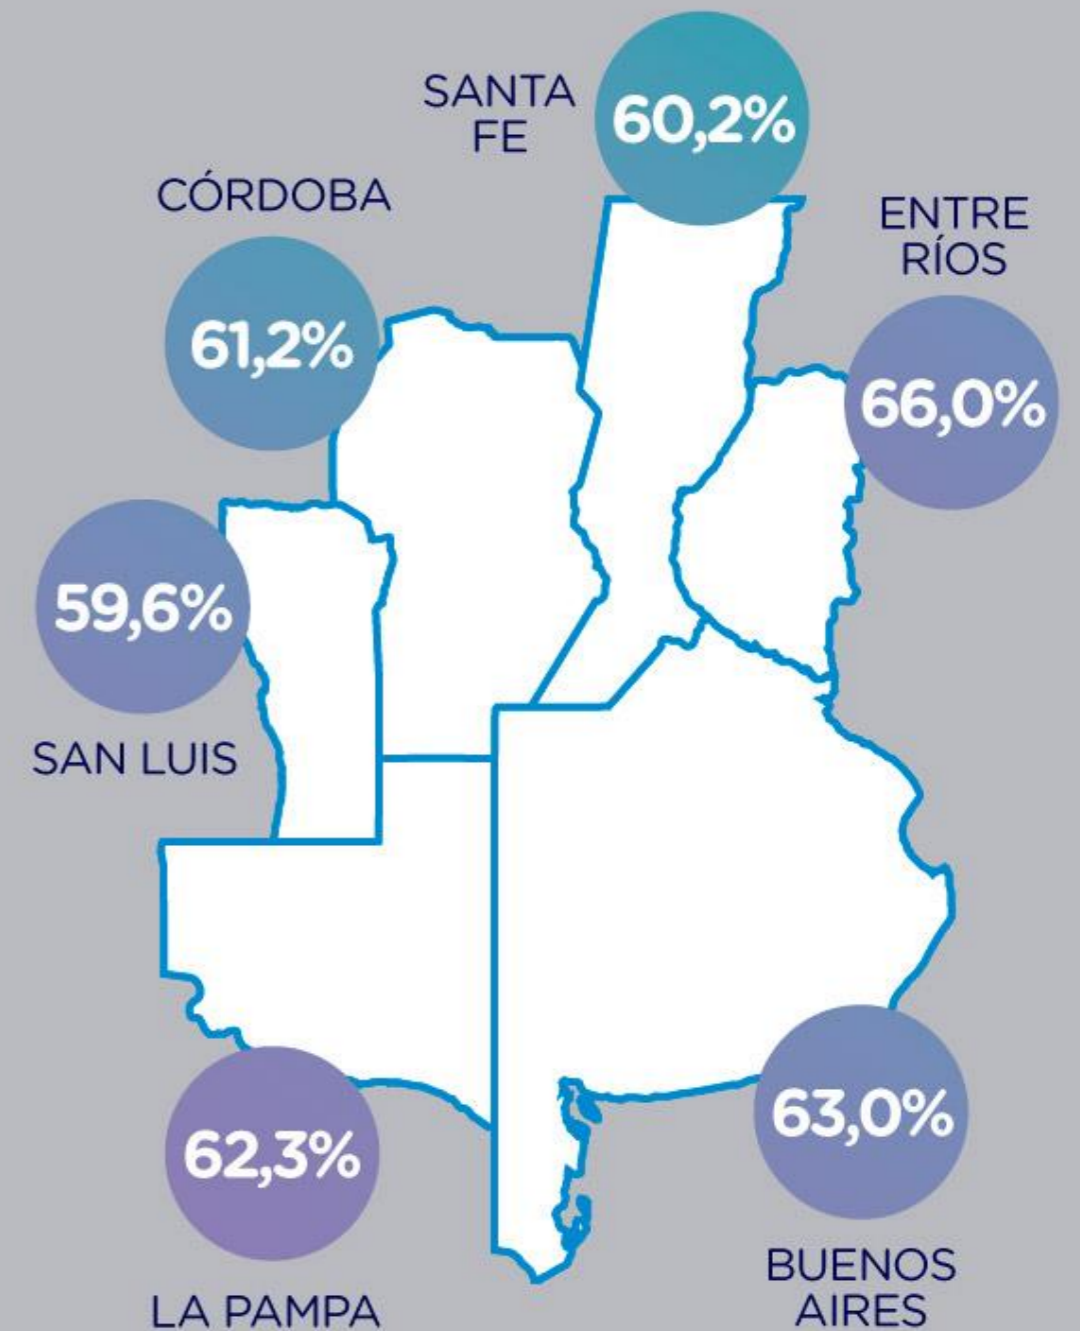 SANTA
FE
60,2%
CÓRDOBA
61,2%
ENTRE
RÍOS
66,0%
59,6%
SAN LUIS
62,3%
LA PAMPA
63,0%
BUENOS
AIRES